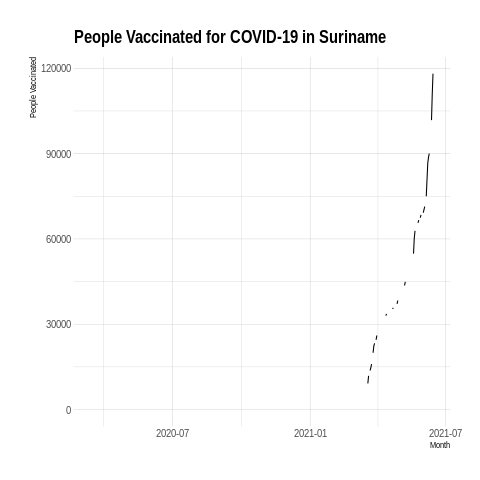 People Vaccinated for COVID-19 in Suriname
People Vaccinated
120000
90000
60000
30000
0
2020-07
2021-01
2021-07
Month